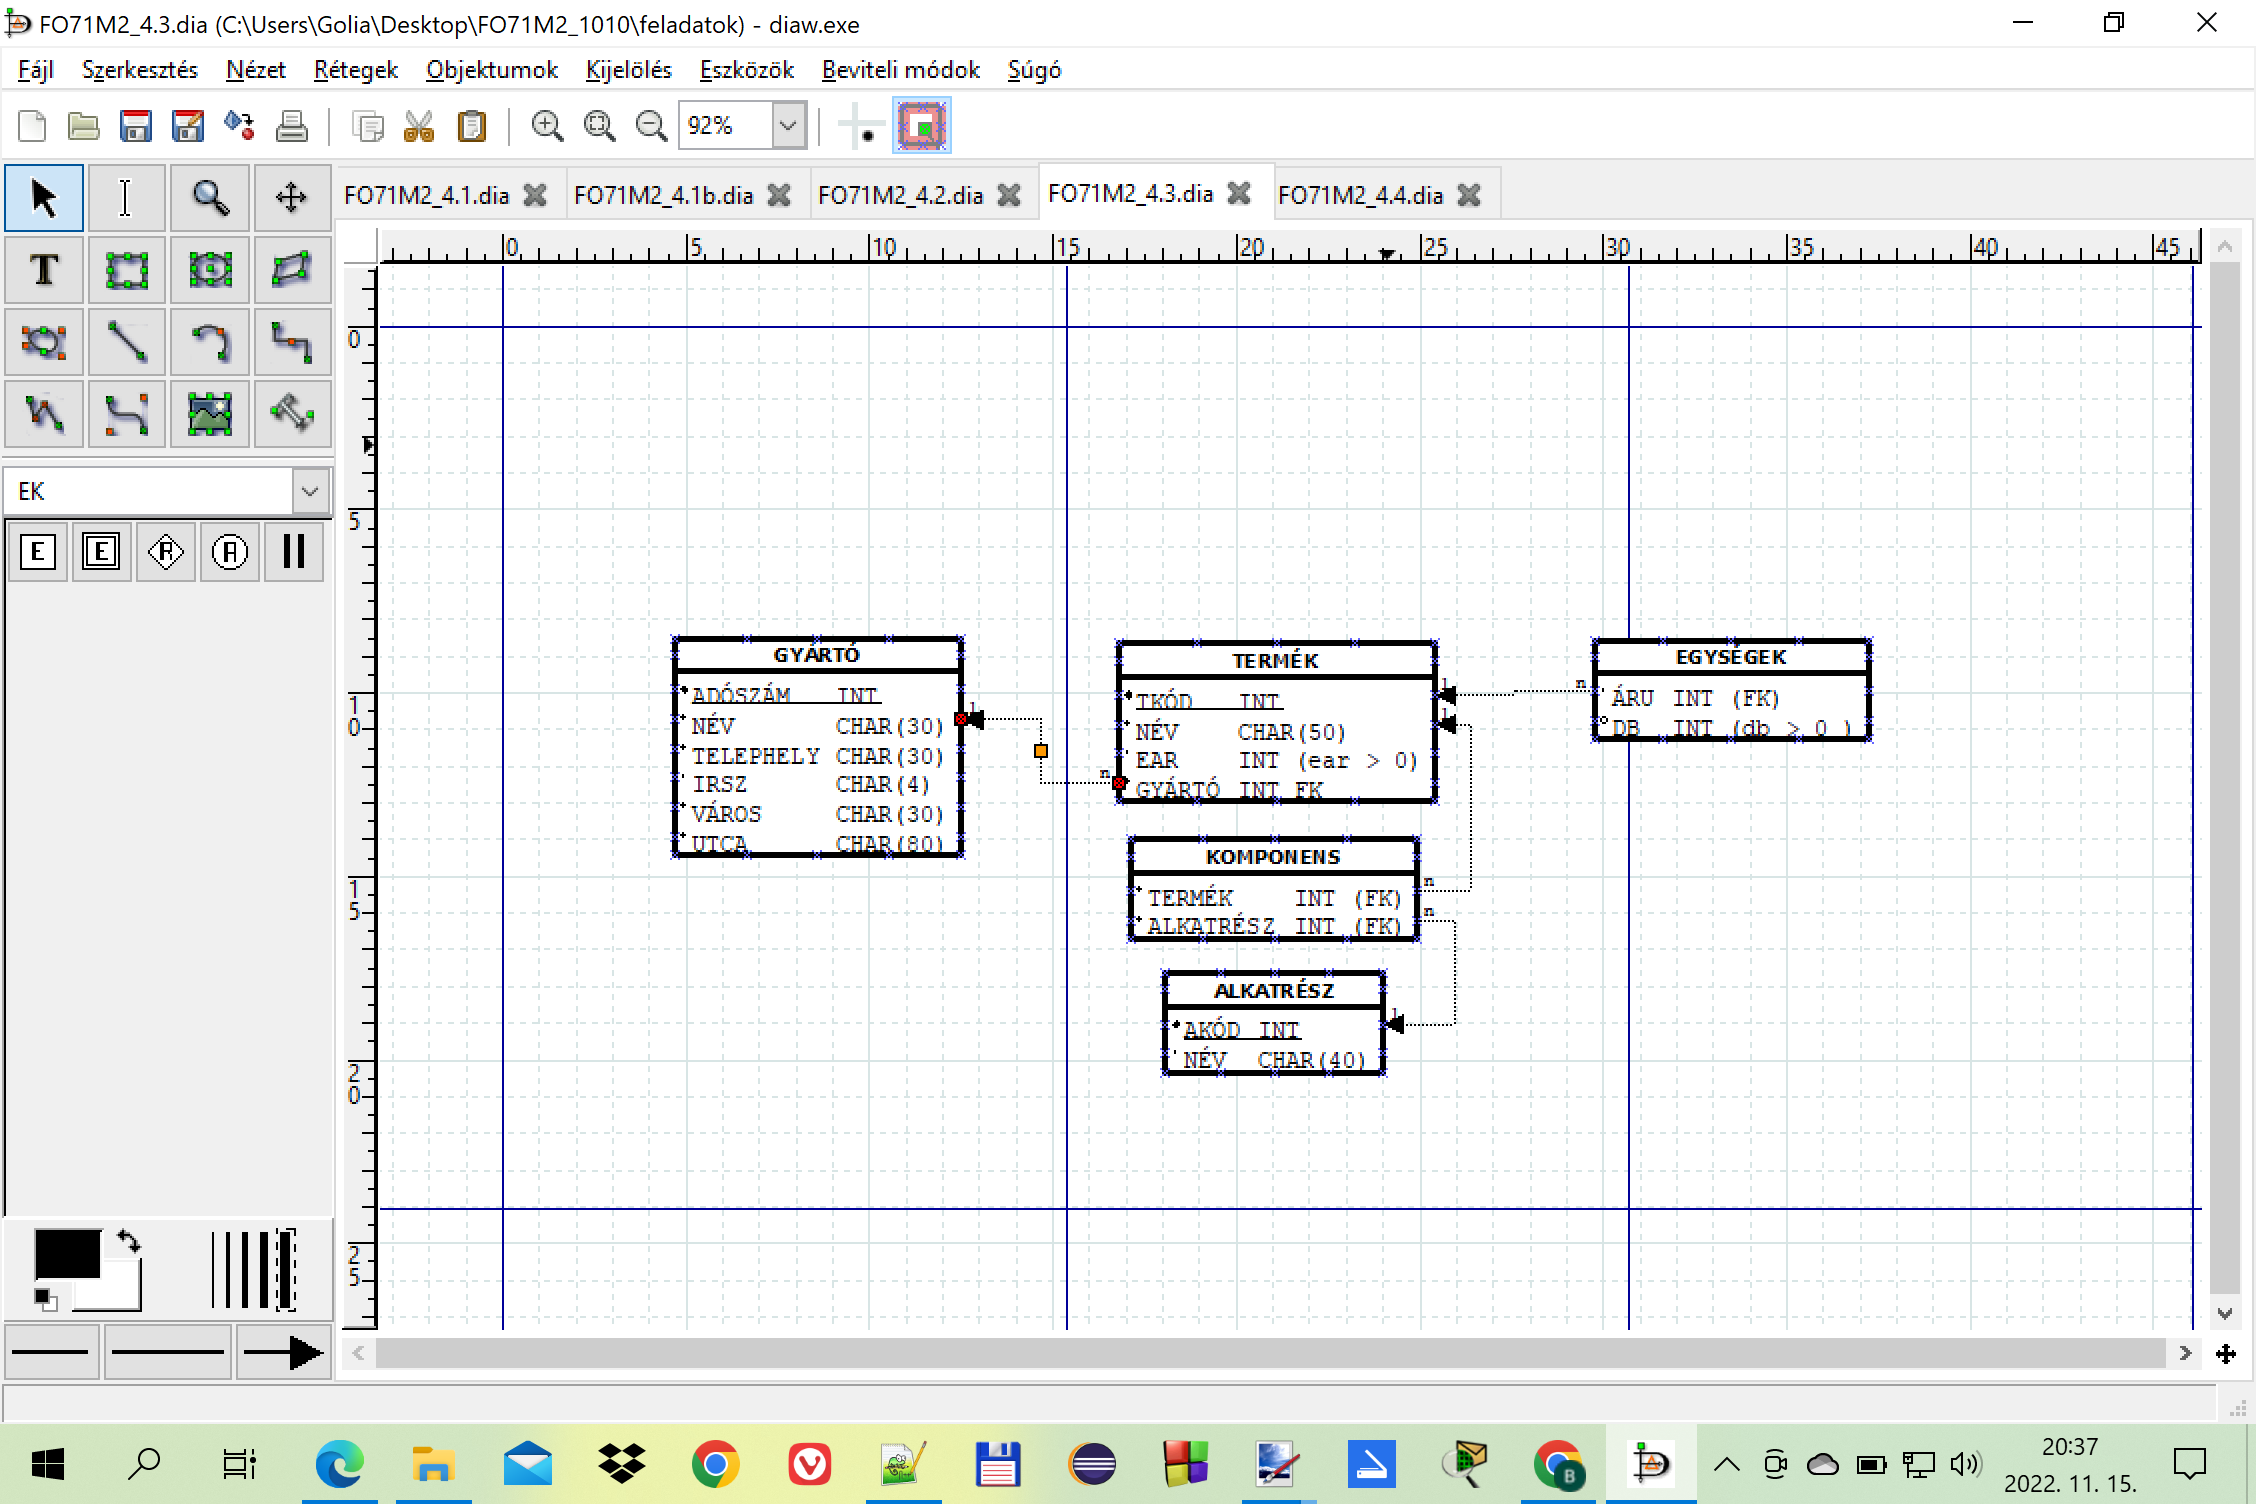 FO71M2_4.3.dia (C:\Users\Golia\Desktop\FO71M2_1010\feladatok) - diaw.exe
Fájl Szerkesztés Nézet Rétegek Objektumok Kijelölés Eszközök Beviteli módok Súgó
92%
FO71M2_4.1.dia FO71M2_4.1b.dia FO71M2_4.2.dia FO71M2_4.3.dia FO71M2_4.4.dia
0 5 10 15 20 25 30 35 40 45
T
EK
E E R A
0
5
10
15
20
25
GYÁRTÓ
ADÓSZÁM INT
NÉV CHAR(30)
TELEPHELY CHAR(30)
IRSZ CHAR(4)
VÁROS CHAR(30)
UTCA CHAR(80)
1
n
TERMÉK
TKÓD INT
NÉV CHAR(50)
EAR INT (ear > 0)
GYÁRTÓ INT FK
1
1
n
EGYSÉGEK
ÁRU INT (FK)
DB INT (db > 0 )
KOMPONENS
TERMÉK INT (FK)
ALKATRÉSZ INT (FK)
n
n
ALKATRÉSZ
AKÓD INT
NÉV CHAR(40)
1
B
20:37
2022. 11. 15.